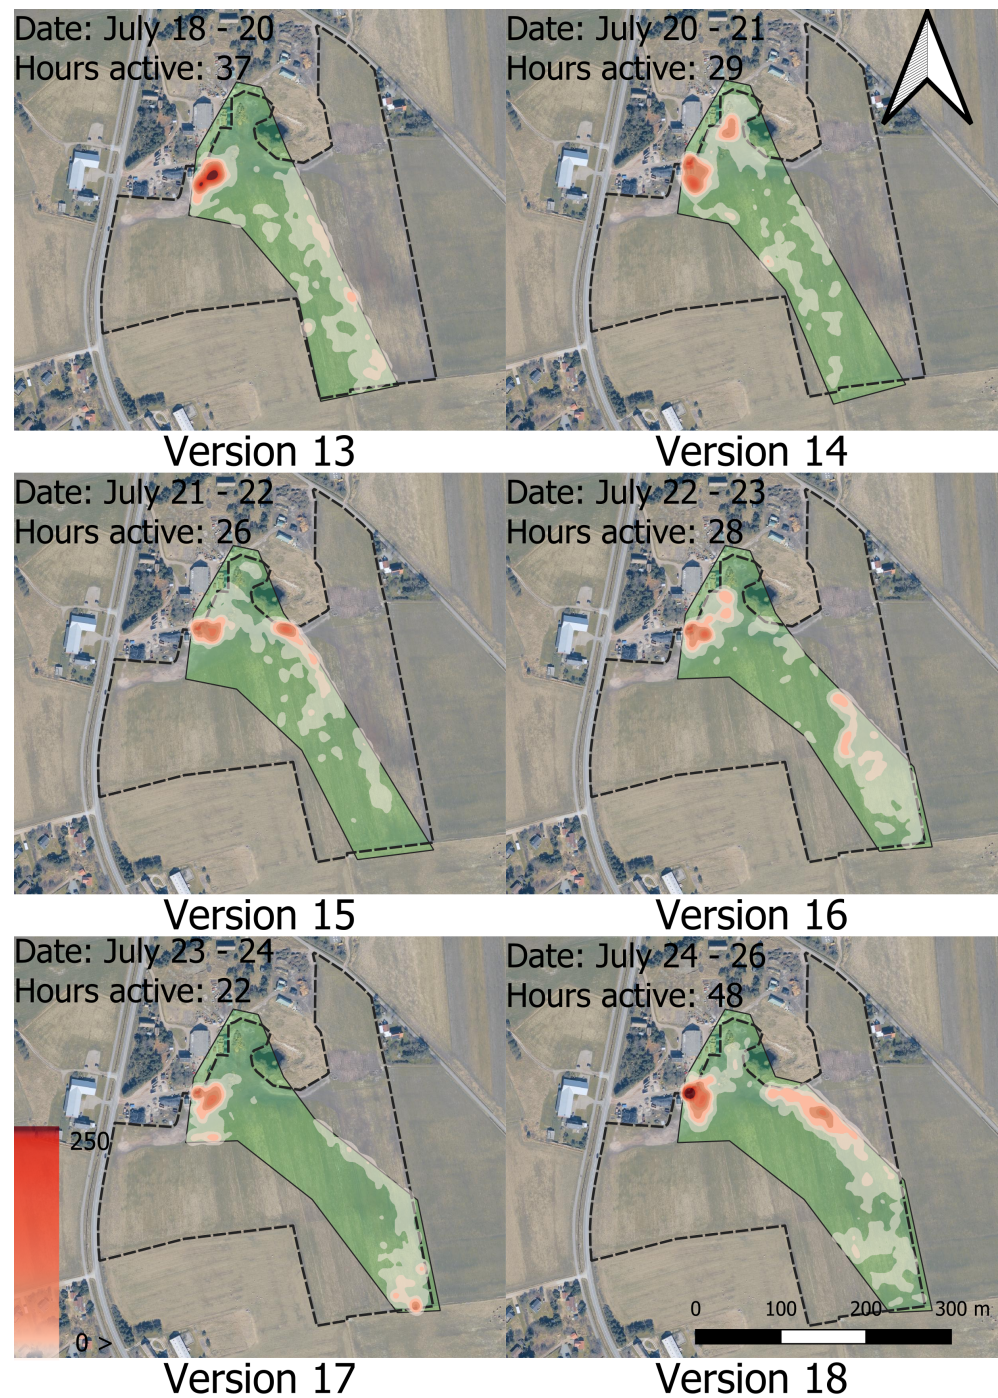 Date: July 18 - 20
Hours active: 37
Version 13
Date: July 20 - 21
Hours active: 29
Version 14
Date: July 21 - 22
Hours active: 26
Version 15
Date: July 22 - 23
Hours active: 28
Version 16
Date: July 23 - 24
Hours active: 22
250
0 >
Version 17
Date: July 24 - 26
Hours active: 48
0 100 200 300 m
Version 18